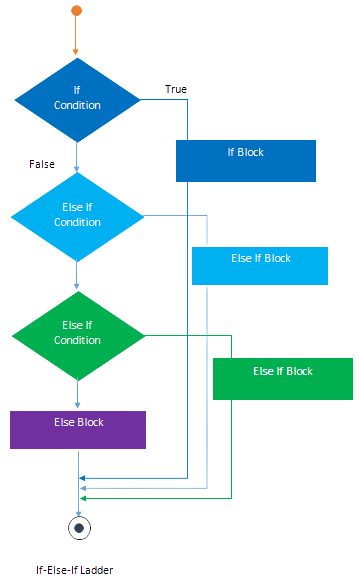 If
Condition
True
If Block
False
Else If
Condition
Else If Block
Else If
Condition
Else If Block
Else Block
If-Else-If Ladder